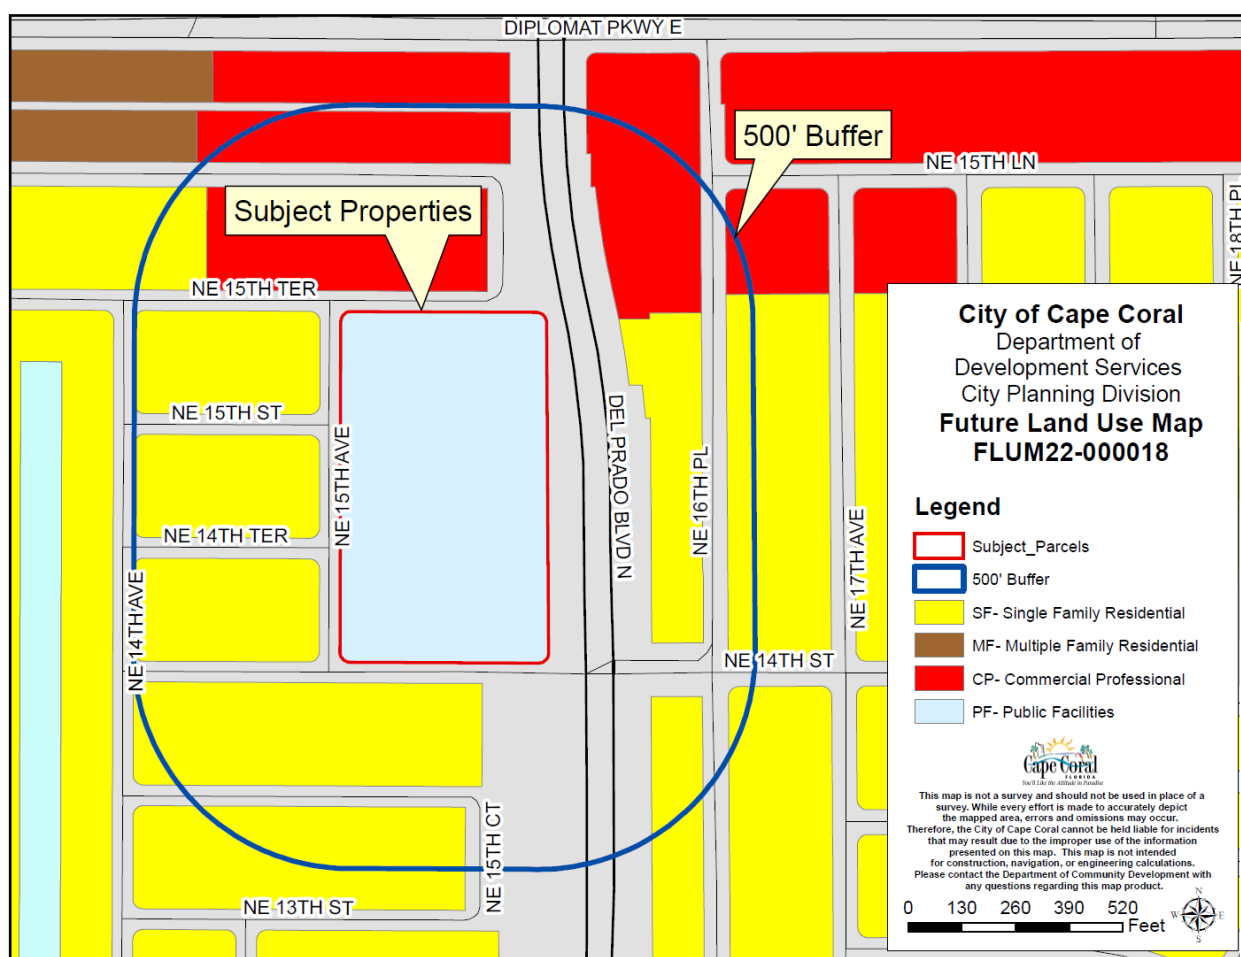 DIPLOMAT PKWY E
500' Buffer
NE 15TH LN
NE 18TH PL
Subject Properties
NE 15TH TER
NE 15TH ST
NE 15TH AVE
NE 14TH TER
NE 14TH AVE
DEL PRADO BLVD N
NE 16TH PL
NE 17TH AVE
NE 14TH ST
NE 15TH CT
NE 13TH ST
City of Cape Coral
Department of
Development Services
City Planning Division
Future Land Use Map
FLUM22-000018
Legend
Subject_Parcels
500' Buffer
SF- Single Family Residential
MF- Multiple Family Residential
CP- Commercial Professional
PF- Public Facilities
Cape Coral
FLORIDA
You'll Like the Attitude in Paradise
This map is not a survey and should not be used in place of a
survey. While every effort is made to accurately depict
the mapped area, errors and omissions may occur.
Therefore, the City of Cape Coral cannot be held liable for incidents
that may result due to the improper use of the information
presented on this map. This map is not intended
for construction, navigation, or engineering calculations.
Please contact the Department of Community Development with
any questions regarding this map product.
0 130 260 390 520
Feet
N
W E
S